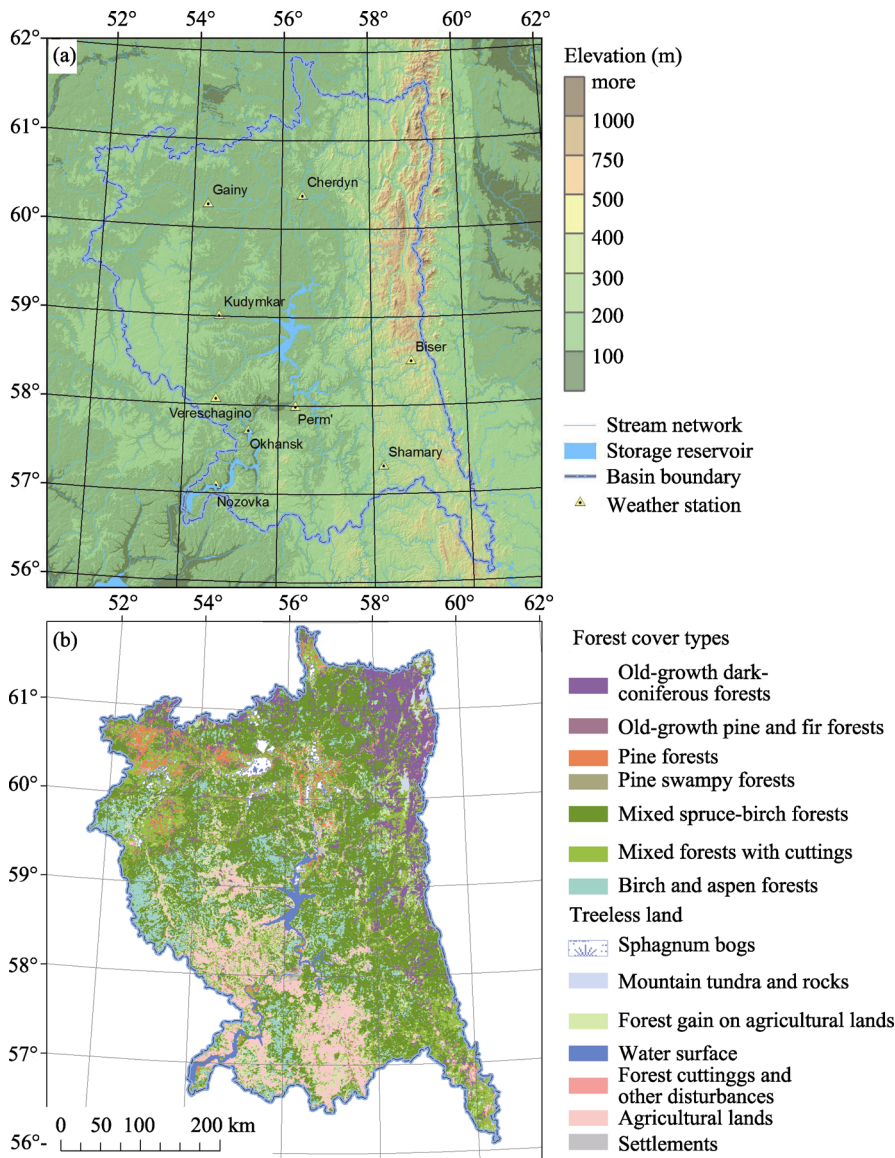 52° 54° 56° 58° 60° 62°
62°
(a)
61°
60°
59°
58°
57°
56°
Gainy
Cherdyn
Kudymkar
Biser
Vereschagino
Perm'
Okhansk
Shamary
Nozovka
52° 54° 56° 58° 60° 62°
Elevation (m)
more
1000
750
500
400
300
200
100
Stream network
Storage reservoir
Basin boundary
Weather station
(b)
61°
60°
59°
58°
57°
56°
0 50 100 200 km
Forest cover types
Old-growth dark-
coniferous forests
Old-growth pine and fir forests
Pine forests
Pine swampy forests
Mixed spruce-birch forests
Mixed forests with cuttings
Birch and aspen forests
Treeless land
Sphagnum bogs
Mountain tundra and rocks
Forest gain on agricultural lands
Water surface
Forest cuttinggs and
other disturbances
Agricultural lands
Settlements